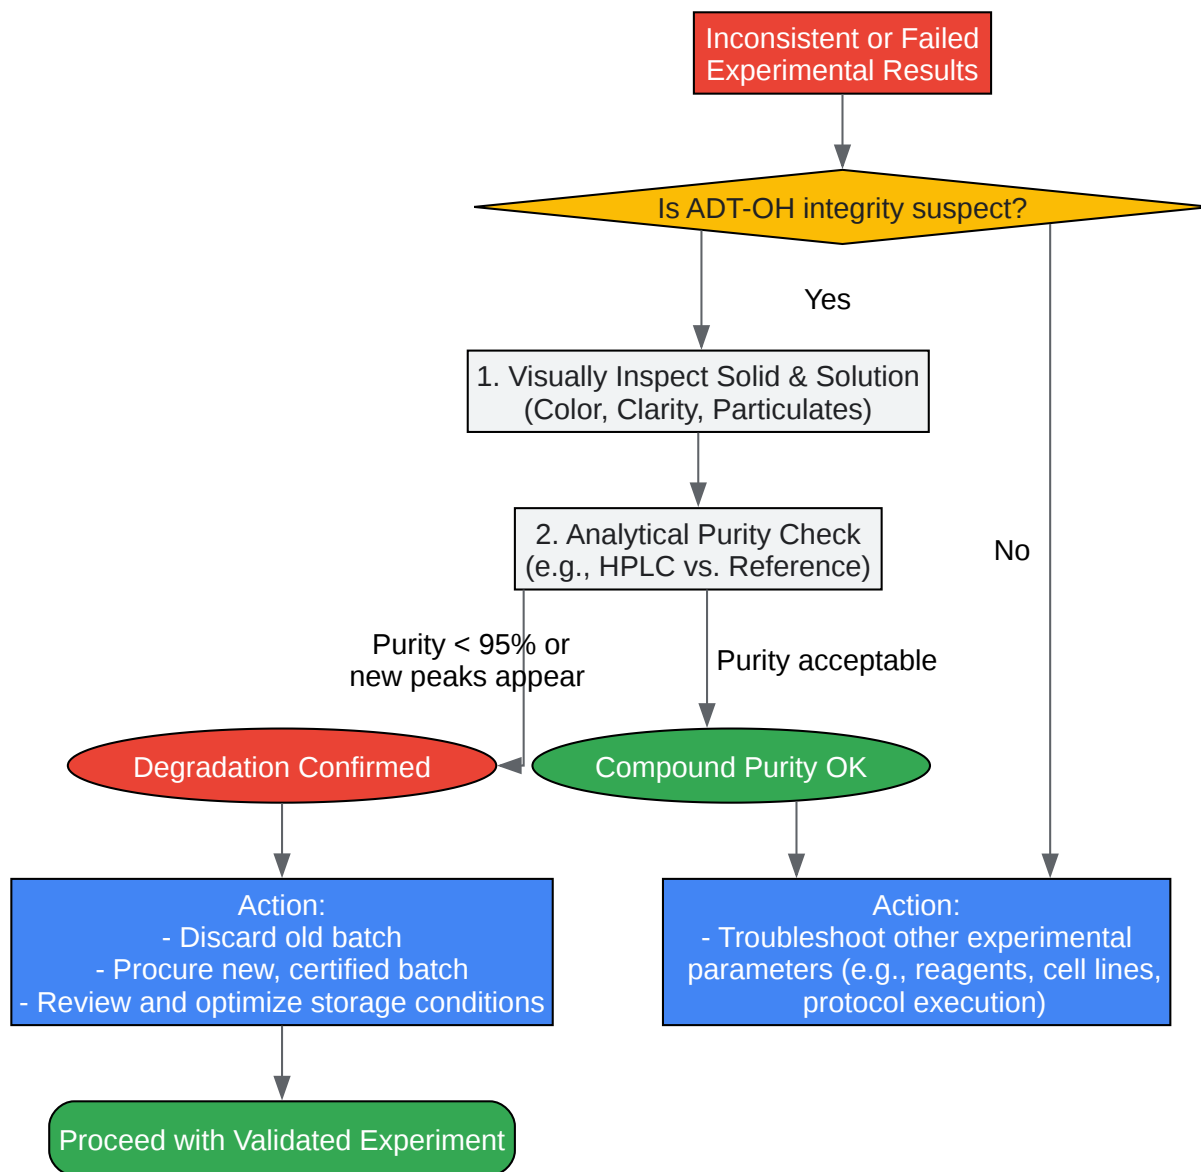 Inconsistent or Failed
Experimental Results
Is ADT-OH integrity suspect?
Yes
1. Visually Inspect Solid & Solution
(Color, Clarity, Particulates)
2. Analytical Purity Check
(e.g., HPLC vs. Reference)
No
Purity < 95% or
new peaks appear
Purity acceptable
Degradation Confirmed
Compound Purity OK
Action:
- Discard old batch
- Procure new, certified batch
- Review and optimize storage conditions
Action:
- Troubleshoot other experimental
parameters (e.g., reagents, cell lines,
protocol execution)
Proceed with Validated Experiment